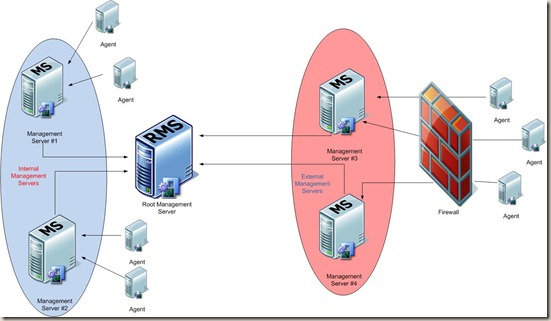 Agent
MS
Agent
Management
Server #1
Internal
Management
Servers
RMS
Root Management
Server
MS
Agent
Agent
Management
Server #2
MS
Management
Server #3
External
Management
Servers
MS
Management
Server #4
Firewall
Agent
Agent
Agent